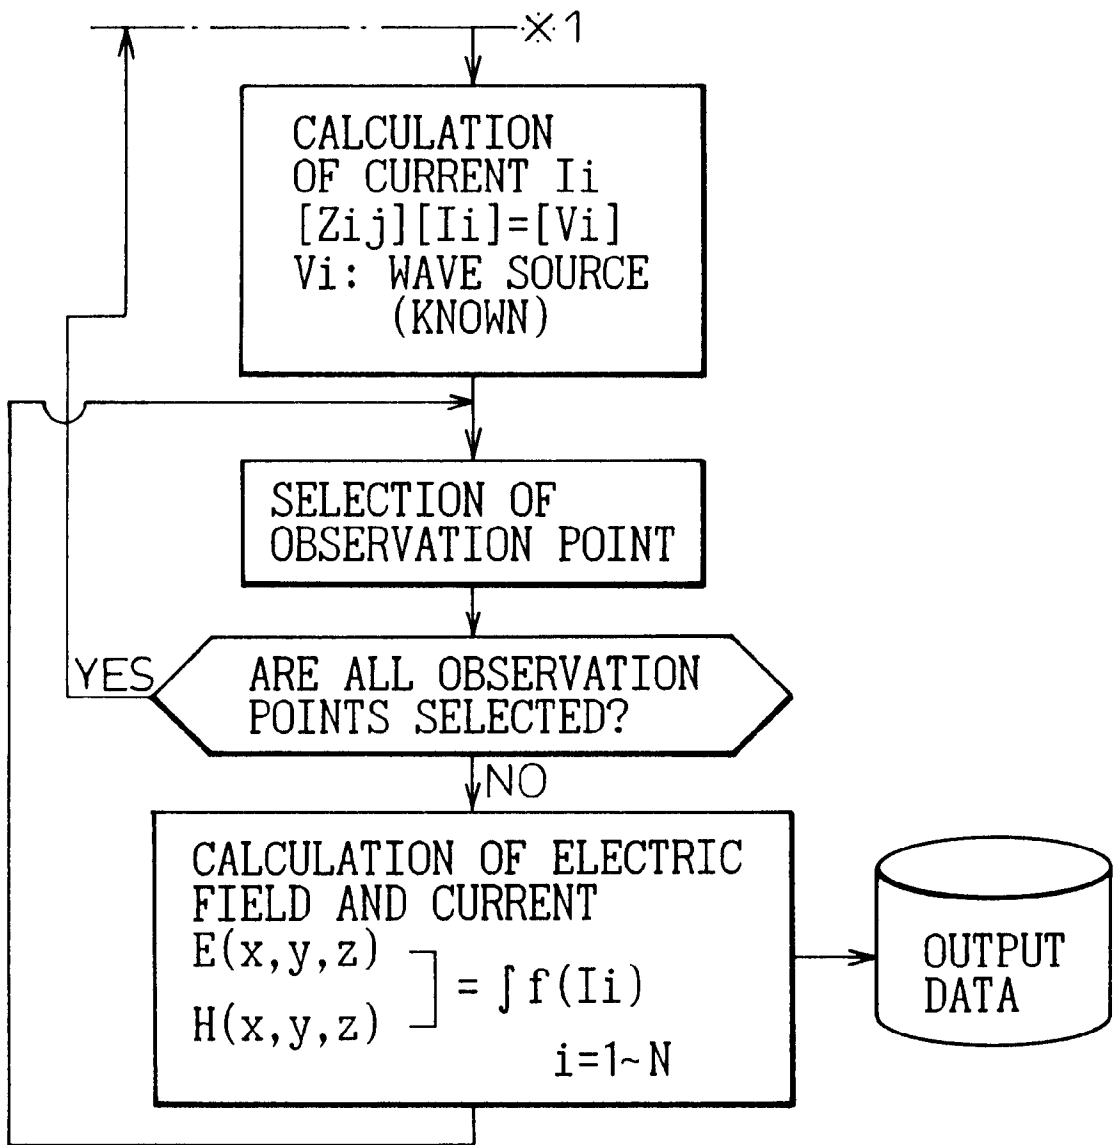 ※1
CALCULATION
OF CURRENT Ii
[Zij][Ii]=[Vi]
Vi: WAVE SOURCE
(KNOWN)
SELECTION OF
OBSERVATION POINT
YES
ARE ALL OBSERVATION
POINTS SELECTED?
NO
CALCULATION OF ELECTRIC
FIELD AND CURRENT
E(x,y,z)
= ∫f(Ii)
H(x,y,z)
i=1~N
OUTPUT
DATA